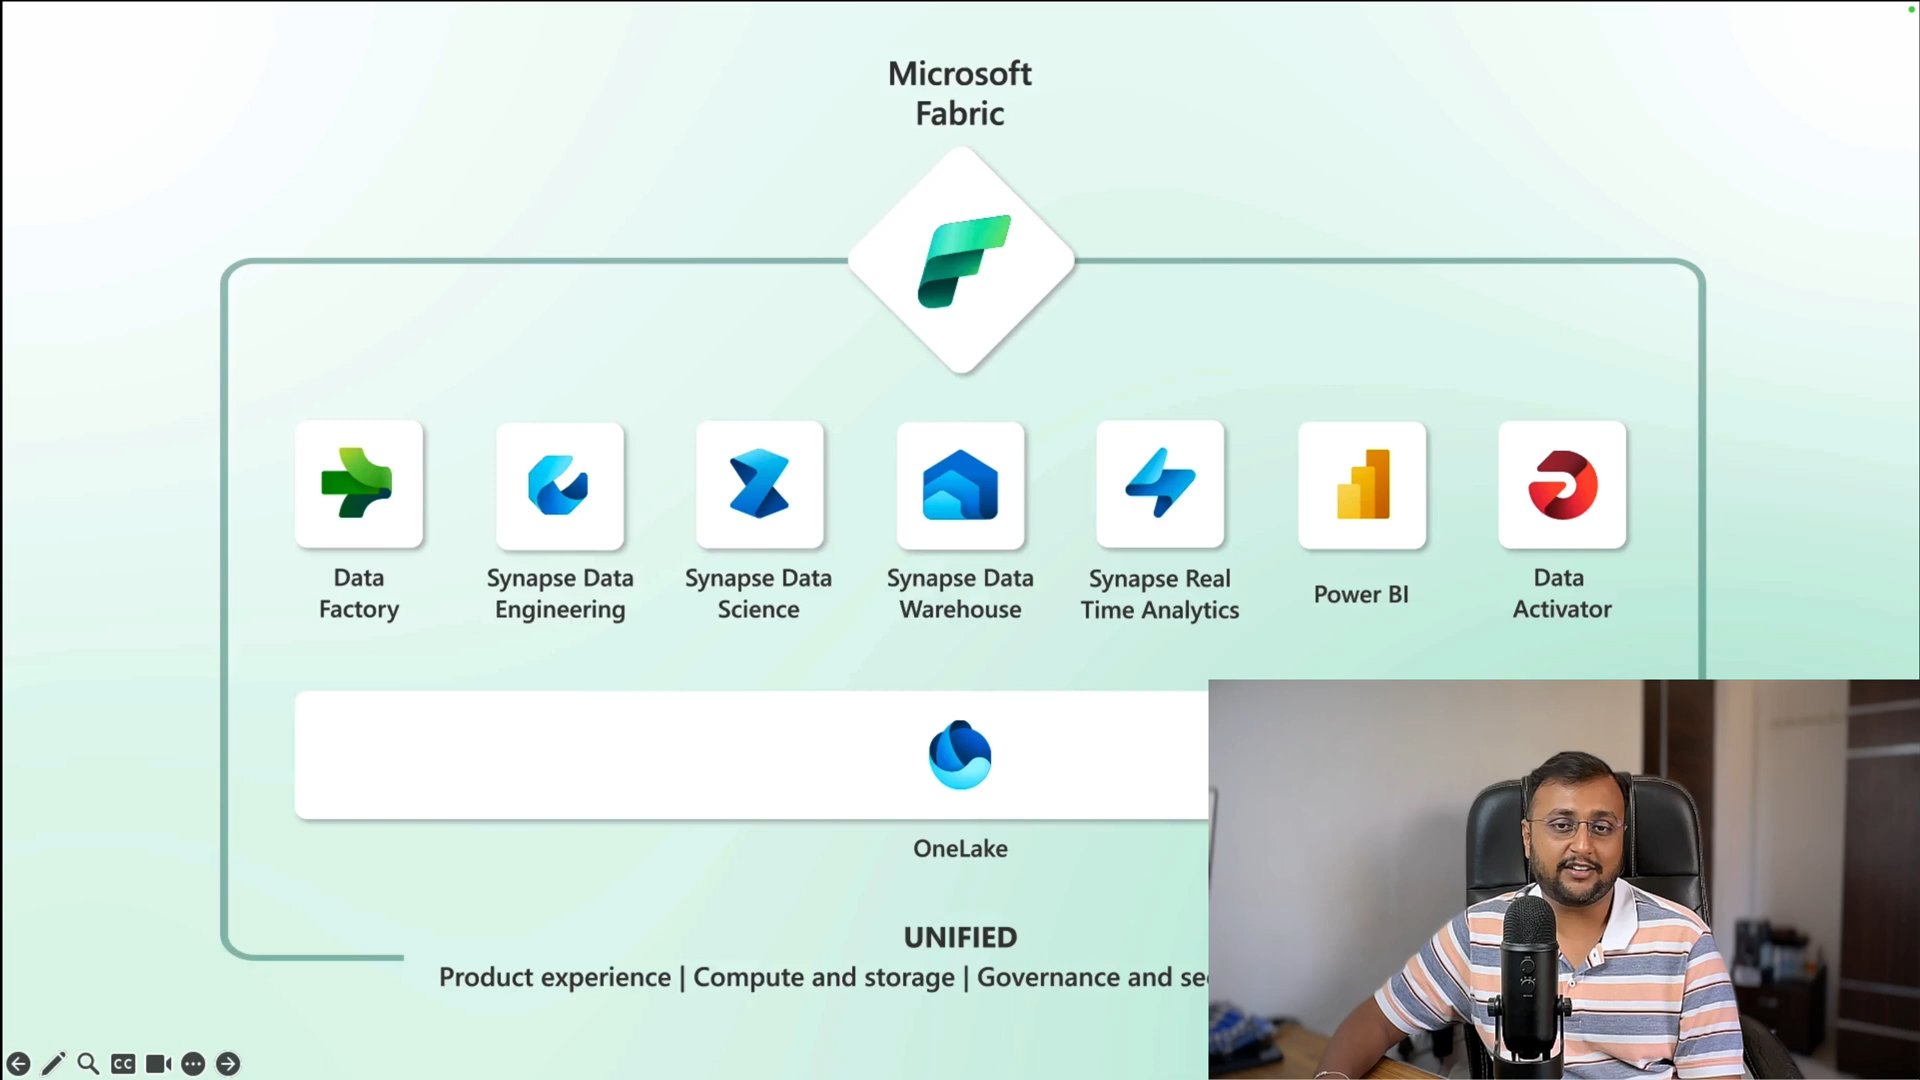 Microsoft
Fabric
Data
Factory
Synapse Data
Engineering
Synapse Data
Science
Synapse Data
Warehouse
Synapse Real
Time Analytics
Power BI
Data
Activator
OneLake
UNIFIED
Product experience | Compute and storage | Governance and
CC